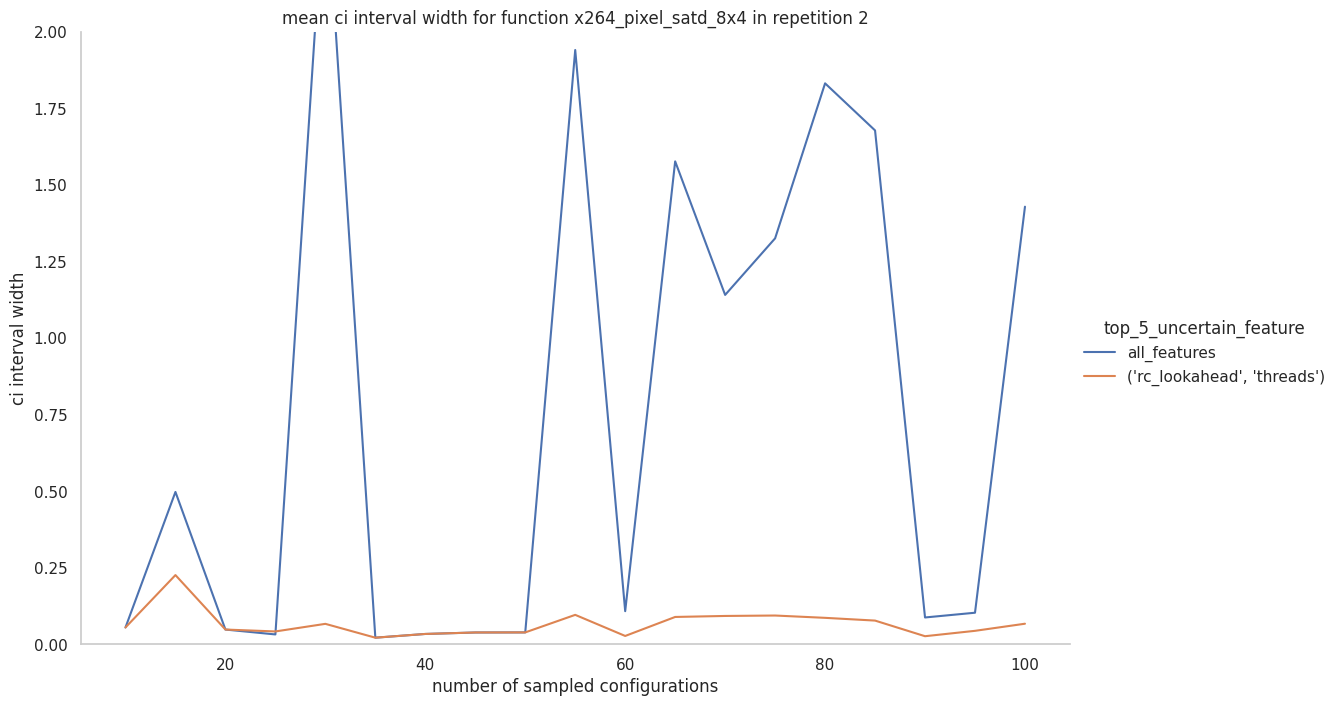 mean ci interval width for function x264_pixel_satd_8x4 in repetition 2
2.00
1.75
1.50
1.25
1.00
0.75
0.50
0.25
0.00
ci interval width
20
40
60
80
100
number of sampled configurations
top_5_uncertain_feature
all_features
('rc_lookahead', 'threads')